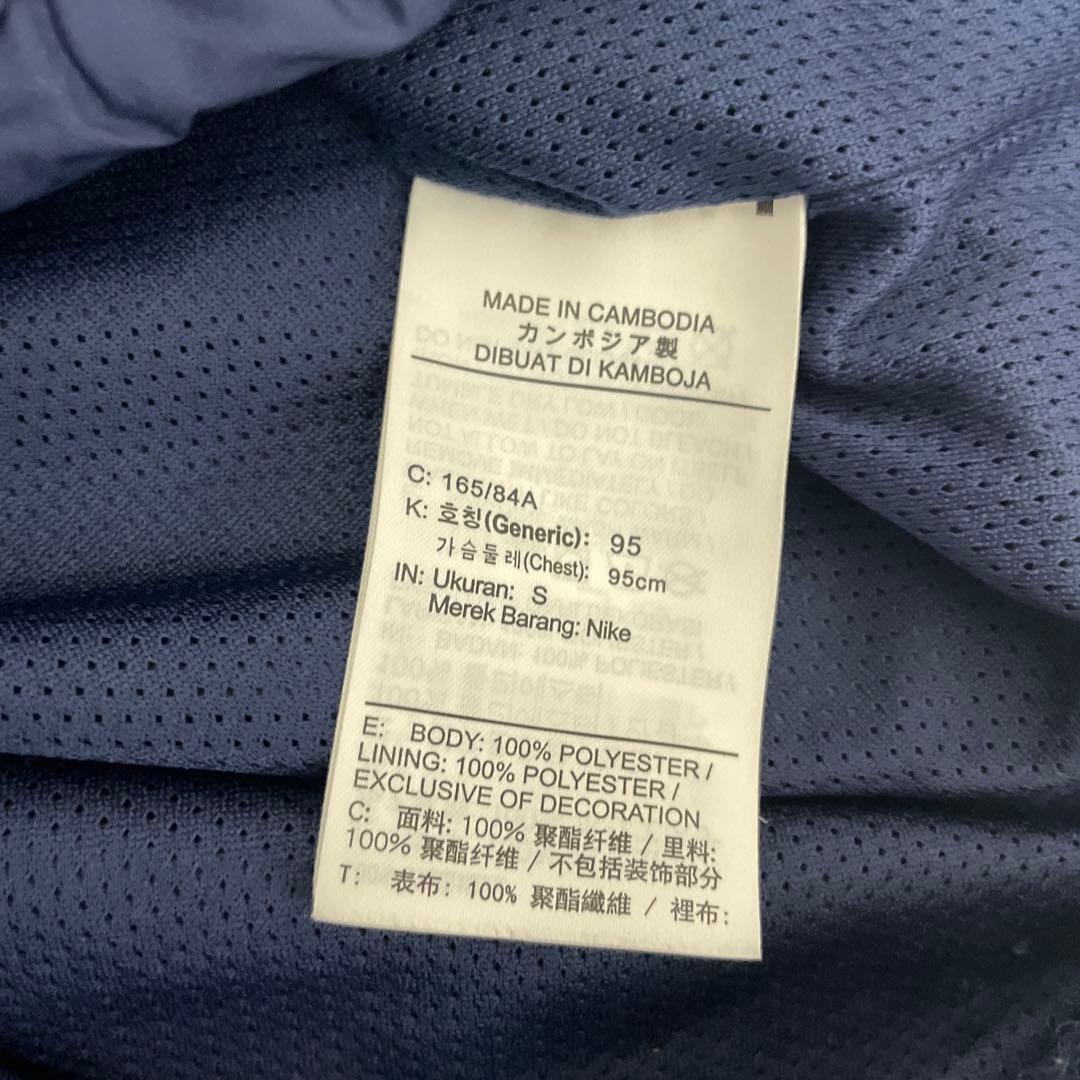 MADE IN CAMBODIA
カンボジア製
DIBUAT DI KAMBOJA
C: 165/84A
K: 호칭(Generic): 95
가슴둘레(Chest): 95cm
IN: Ukuran: S
Merek Barang: Nike
E: BODY: 100% POLYESTER /
LINING: 100% POLYESTER /
EXCLUSIVE OF DECORATION
C: 面料: 100% 聚酯纤维 / 里料:
100% 聚酯纤维 / 不包括装饰部分
T: 表布: 100% 聚酯纖維 / 裡布: